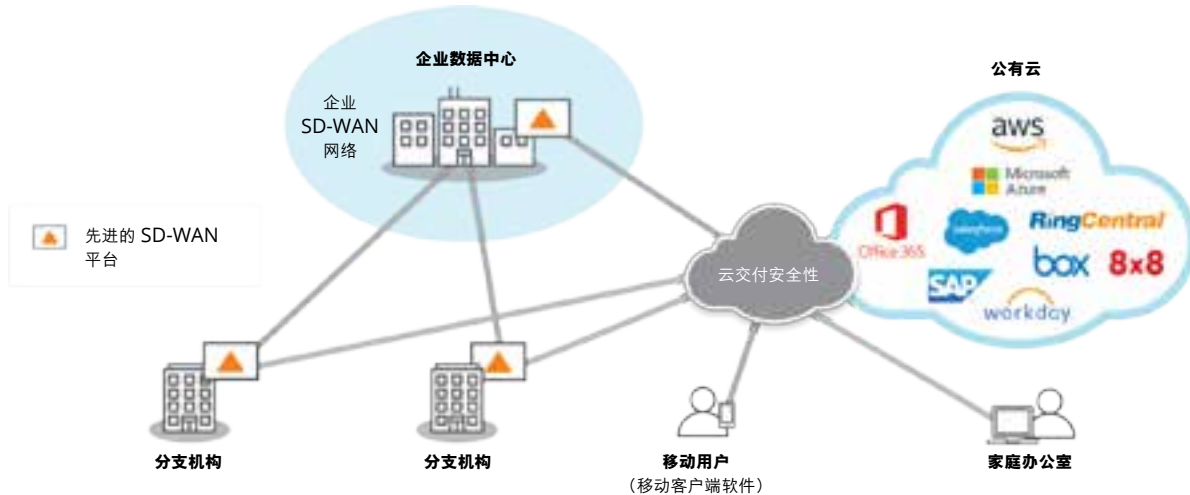 企业数据中心
企业
SD-WAN
网络
公有云
aws
Microsoft
Azure
Office 365
salesforce
RingCentral
box
8x8
SAP
workday
先进的 SD-WAN
平台
云交付安全性
分支机构
分支机构
移动用户
（移动客户端软件）
家庭办公室